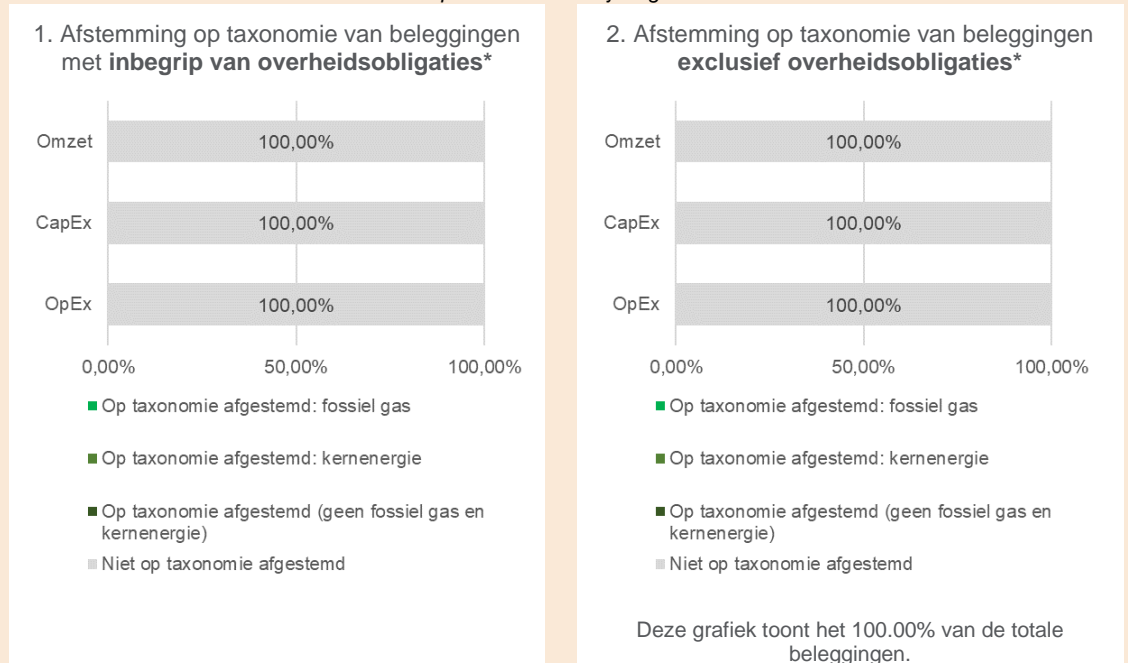 1. Afstemming op taxonomie van beleggingen
met inbegrip van overheidsobligaties*
Omzet
100,00%
CapEx
100,00%
OpEx
100,00%
0,00%
50,00%
100,00%
Op taxonomie afgestemd: fossiel gas
Op taxonomie afgestemd: kernenergie
Op taxonomie afgestemd (geen fossiel gas en
kernenergie)
Niet op taxonomie afgestemd
2. Afstemming op taxonomie van beleggingen
exclusief overheidsobligaties*
Omzet
100,00%
CapEx
100,00%
OpEx
100,00%
0,00%
50,00%
100,00%
Op taxonomie afgestemd: fossiel gas
Op taxonomie afgestemd: kernenergie
Op taxonomie afgestemd (geen fossiel gas en
kernenergie)
Niet op taxonomie afgestemd
Deze grafiek toont het 100.00% van de totale
beleggingen.